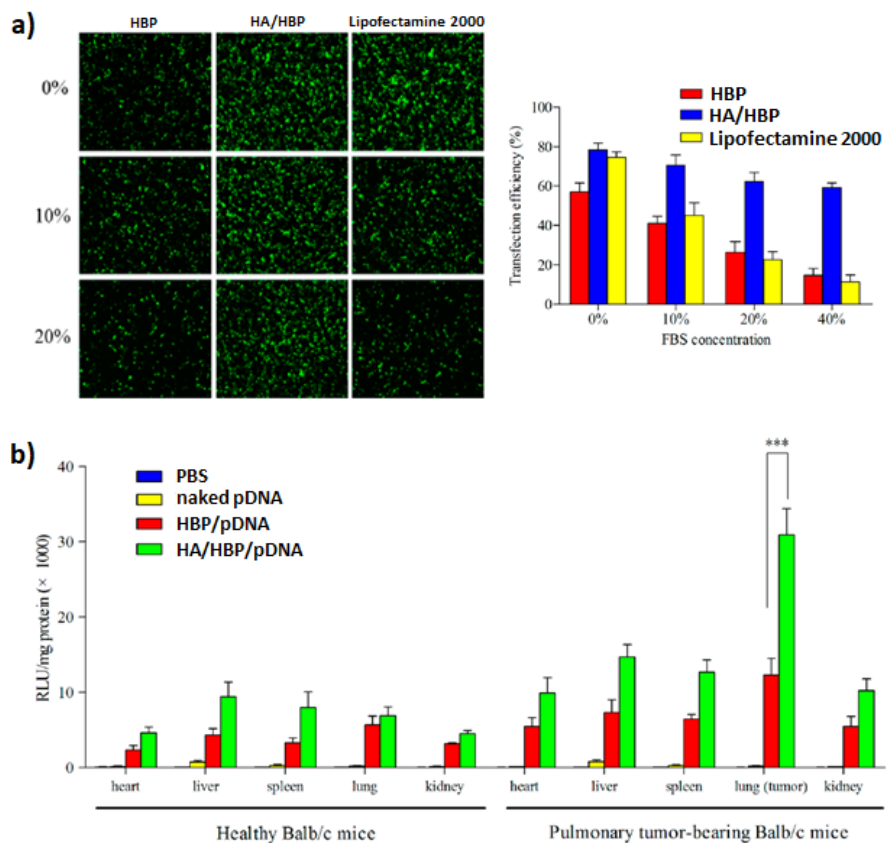 a)
HBP HA/HBP Lipofectamine 2000
0%
10%
20%
HBP
HA/HBP
Lipofectamine 2000
Transfection efficiency (%)
100
80
60
40
20
0
0% 10% 20% 40%
FBS concentration
b)
PBS
naked pDNA
HBP/pDNA
HA/HBP/pDNA
***
RLU/mg protein (× 1000)
40
30
20
10
0
heart liver spleen lung kidney heart liver spleen lung (tumor) kidney
Healthy Balb/c mice Pulmonary tumor-bearing Balb/c mice